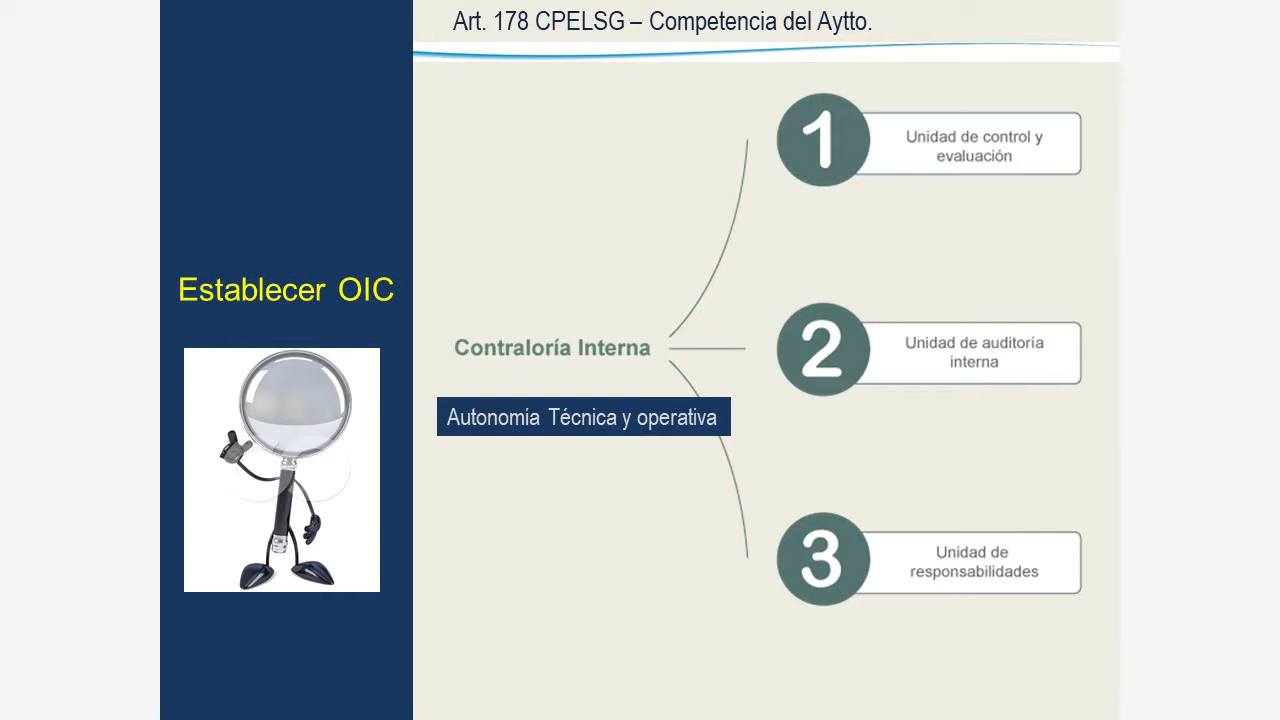 Art. 178 CPELSG – Competencia del Aytto.
Establecer OIC
Contraloría Interna
Autonomía Técnica y operativa
1
Unidad de control y
evaluación
2
Unidad de auditoría
interna
3
Unidad de
responsabilidades